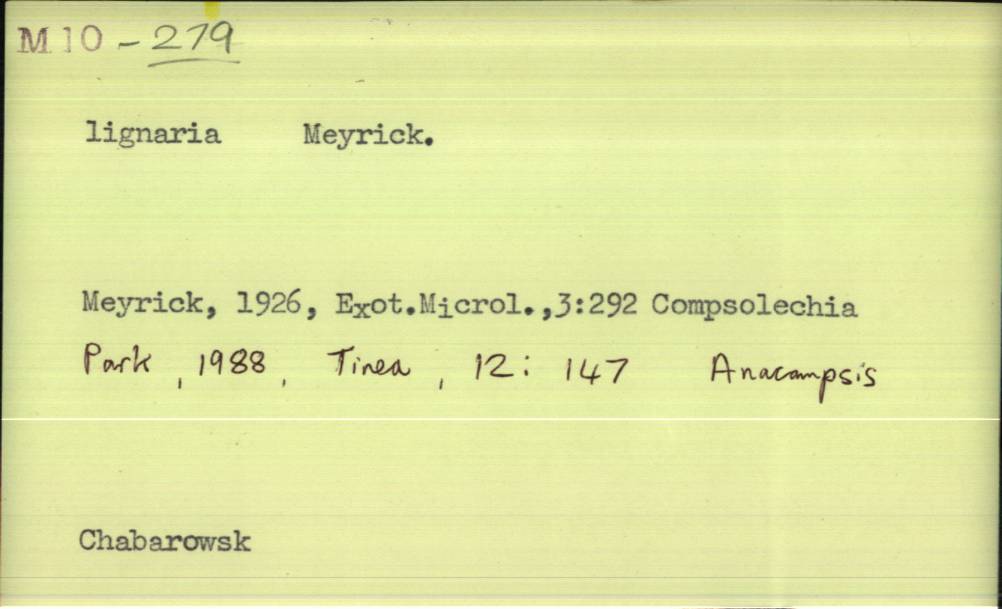 M10-279
lignaria Meyrick.
Meyrick, 1926, Exot.Microl.,3:292 Compsolechia
Park, 1988, Tinea, 12: 147 Anacampsis
Chabarowsk